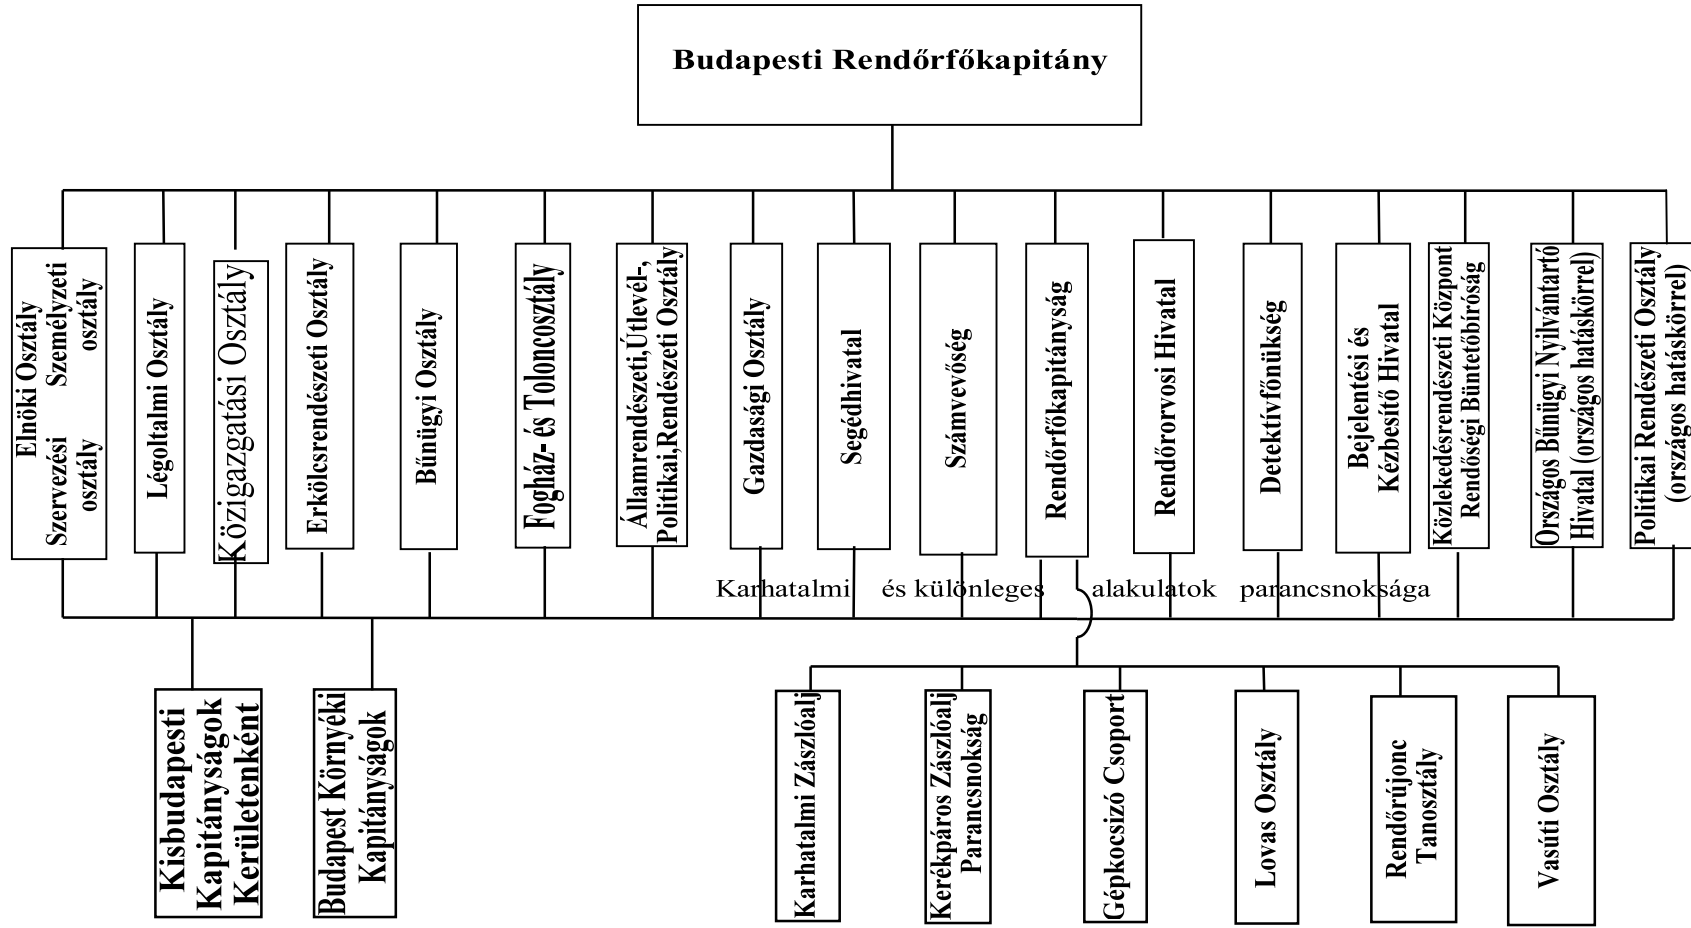 Budapesti Rendőrfőkapitány
Elnöki Osztály
Szervezési Személyzeti
osztály osztály
Légoltalmi Osztály
Közigazgatási Osztály
Erkölcsrendészeti Osztály
Bűnügyi Osztály
Fogház- és Toloncosztály
Államrendészeti,Útlevél-,
Politikai,Rendészeti Osztály
Gazdasági Osztály
Segédhivatal
Számvevőség
Rendőrfőkapitányság
Rendőrorvosi Hivatal
Detektívfőnükség
Bejelentési és
Kézbesítő Hivatal
Közlekedésrendészeti Központ
Rendőségi Büntetőbíróság
Országos Bűnügyi Nyilvántartó
Hivatal (országos hatáskörrel)
Politikai Rendészeti Osztály
(országos hatáskörrel)
Karhatalmi és különleges alakulatok parancsnoksága
Kisbudapesti
Kapitányságok
Kerületenként
Budapest Környéki
Kapitányságok
Karhatalmi Zászlóalj
Kerékpáros Zászlóalj
Parancsnokság
Gépkocsizó Csoport
Lovas Osztály
Rendőrújonc
Tanosztály
Vasúti Osztály